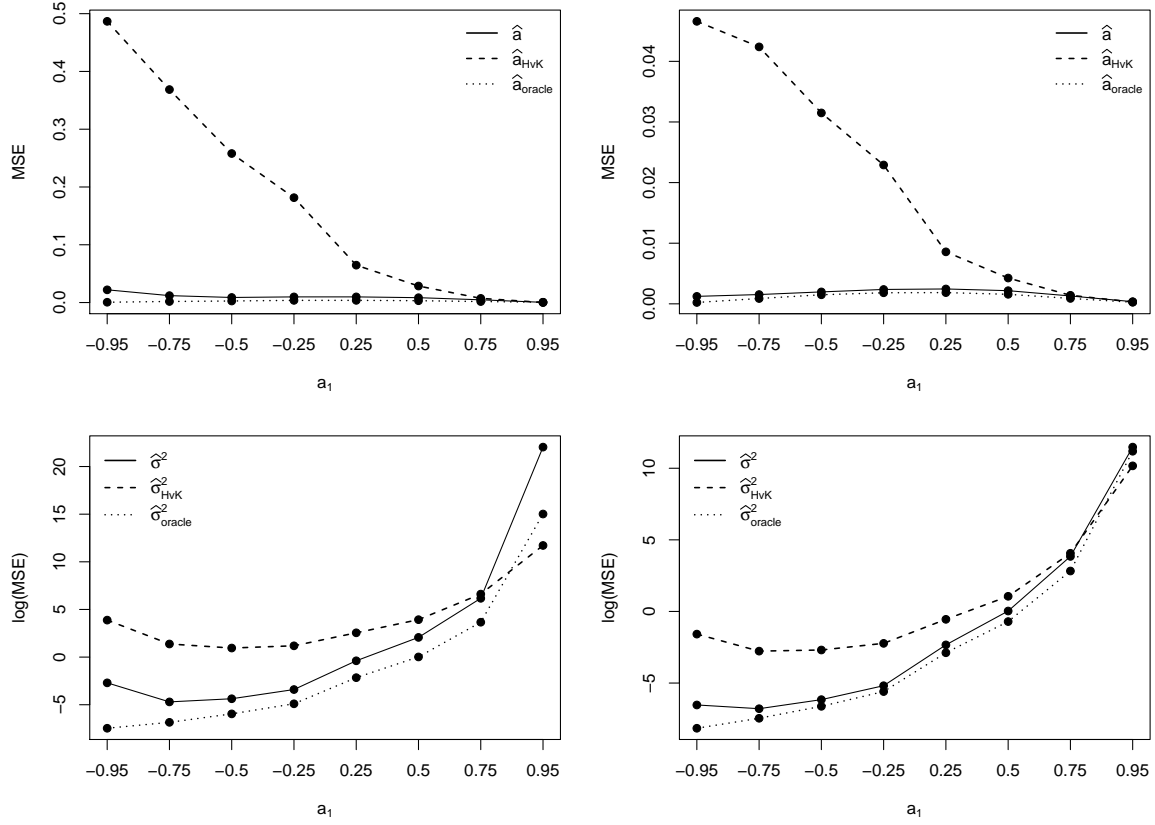 0.0 0.1 0.2 0.3 0.4 0.5
MSE
−0.95 −0.75 −0.5 −0.25 0.25 0.5 0.75 0.95
a₁
â
â_HvK
â_oracle
0.00 0.01 0.02 0.03 0.04
MSE
−0.95 −0.75 −0.5 −0.25 0.25 0.5 0.75 0.95
a₁
â
â_HvK
â_oracle
−5 0 5 10 15 20
log(MSE)
−0.95 −0.75 −0.5 −0.25 0.25 0.5 0.75 0.95
a₁
σ̂²
σ̂²_HvK
σ̂²_oracle
−5 0 5 10
log(MSE)
−0.95 −0.75 −0.5 −0.25 0.25 0.5 0.75 0.95
a₁
σ̂²
σ̂²_HvK
σ̂²_oracle